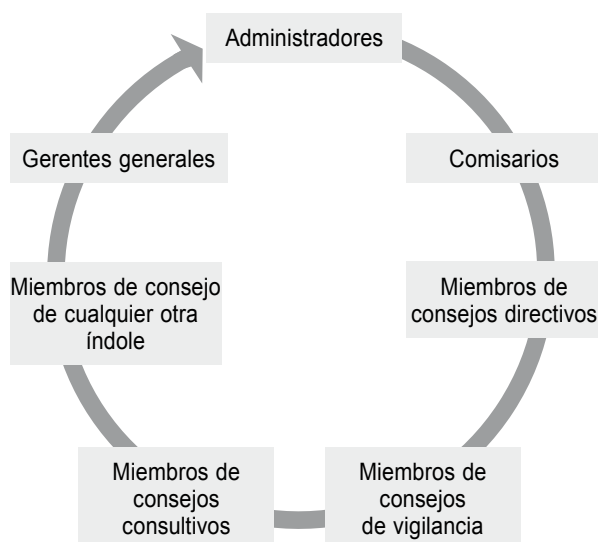 Administradores
Comisarios
Miembros de
consejos directivos
Miembros de
consejos
de vigilancia
Miembros de
consejos
consultivos
Miembros de consejo
de cualquier otra
índole
Gerentes generales